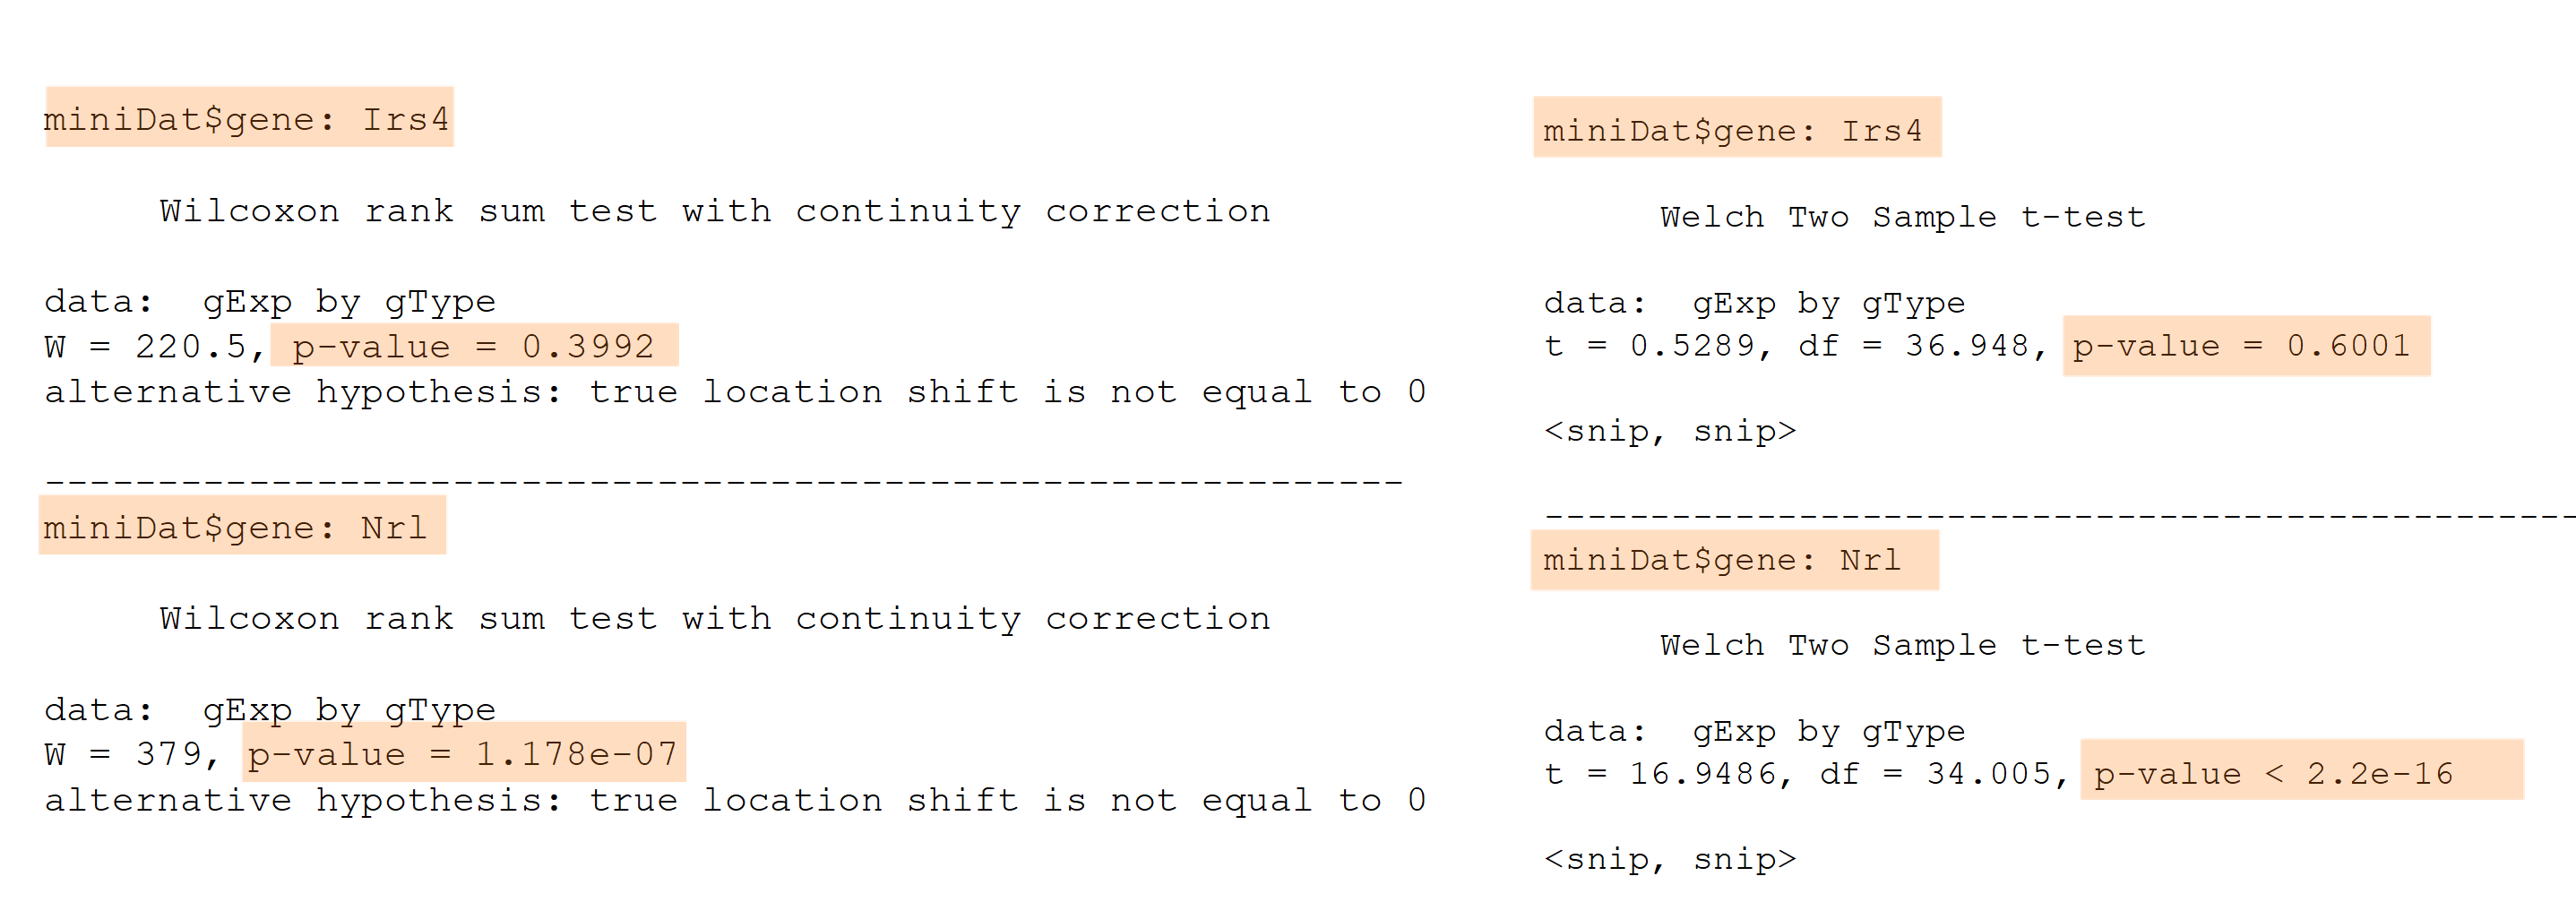 miniDat$gene: Irs4
Wilcoxon rank sum test with continuity correction
data:  gExp by gType
W = 220.5, p-value = 0.3992
alternative hypothesis: true location shift is not equal to 0
------------------------------------------------------------
miniDat$gene: Nrl
Wilcoxon rank sum test with continuity correction
data:  gExp by gType
W = 379, p-value = 1.178e-07
alternative hypothesis: true location shift is not equal to 0
miniDat$gene: Irs4
Welch Two Sample t-test
data:  gExp by gType
t = 0.5289, df = 36.948, p-value = 0.6001
<snip, snip>
-------------------------------------------------
miniDat$gene: Nrl
Welch Two Sample t-test
data:  gExp by gType
t = 16.9486, df = 34.005, p-value < 2.2e-16
<snip, snip>